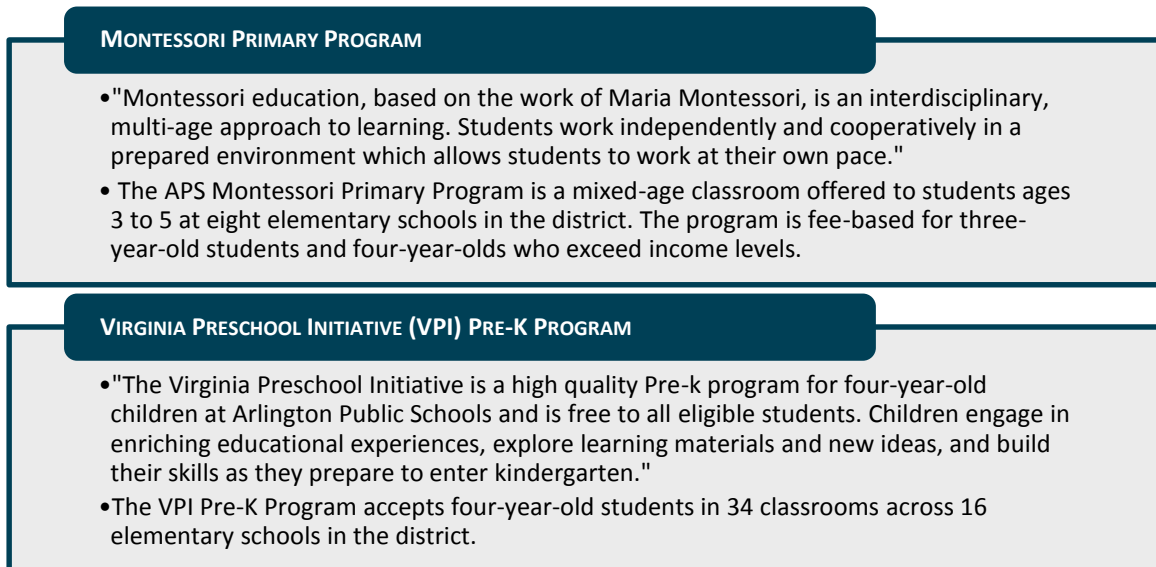 MONTESSORI PRIMARY PROGRAM
•"Montessori education, based on the work of Maria Montessori, is an interdisciplinary,
multi-age approach to learning. Students work independently and cooperatively in a
prepared environment which allows students to work at their own pace."
• The APS Montessori Primary Program is a mixed-age classroom offered to students ages
3 to 5 at eight elementary schools in the district. The program is fee-based for three-
year-old students and four-year-olds who exceed income levels.
VIRGINIA PRESCHOOL INITIATIVE (VPI) PRE-K PROGRAM
•"The Virginia Preschool Initiative is a high quality Pre-k program for four-year-old
children at Arlington Public Schools and is free to all eligible students. Children engage in
enriching educational experiences, explore learning materials and new ideas, and build
their skills as they prepare to enter kindergarten."
•The VPI Pre-K Program accepts four-year-old students in 34 classrooms across 16
elementary schools in the district.